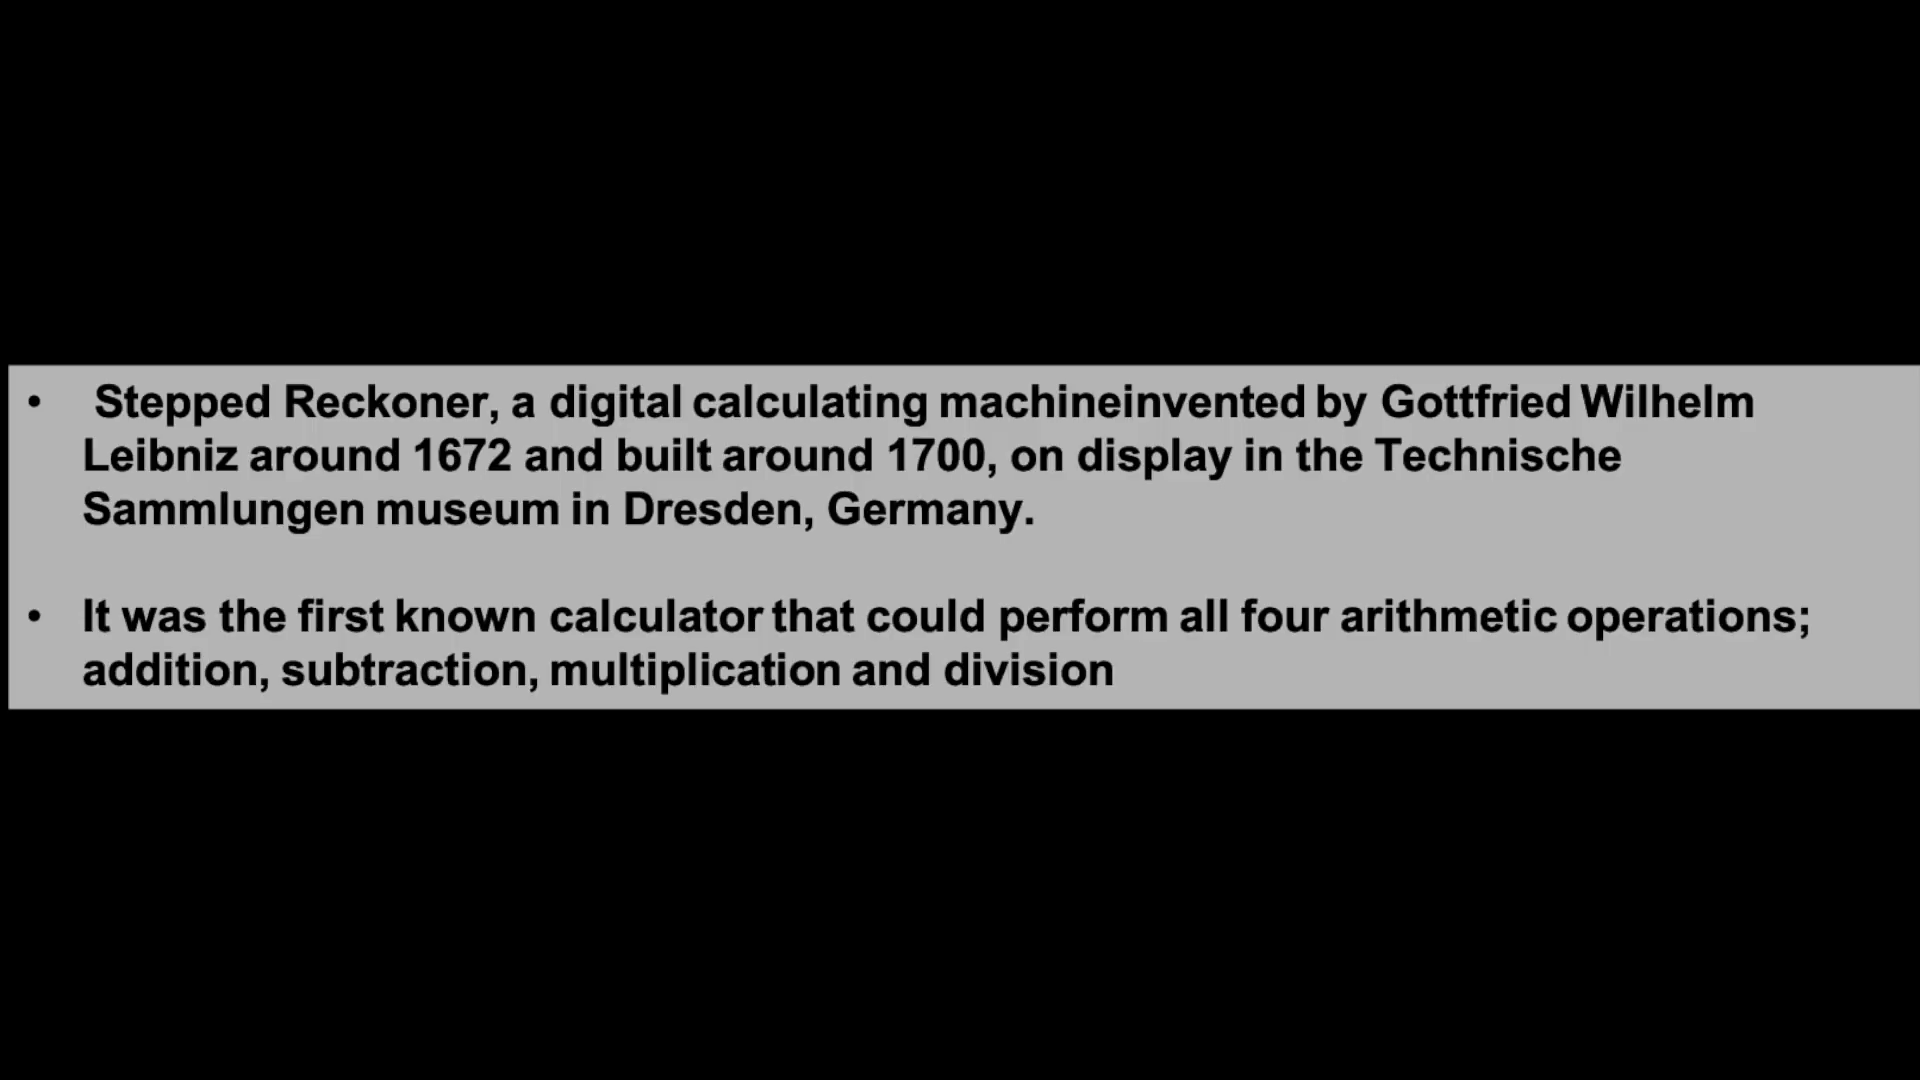 • Stepped Reckoner, a digital calculating machineinvented by Gottfried Wilhelm
Leibniz around 1672 and built around 1700, on display in the Technische
Sammlungen museum in Dresden, Germany.
• It was the first known calculator that could perform all four arithmetic operations;
addition, subtraction, multiplication and division